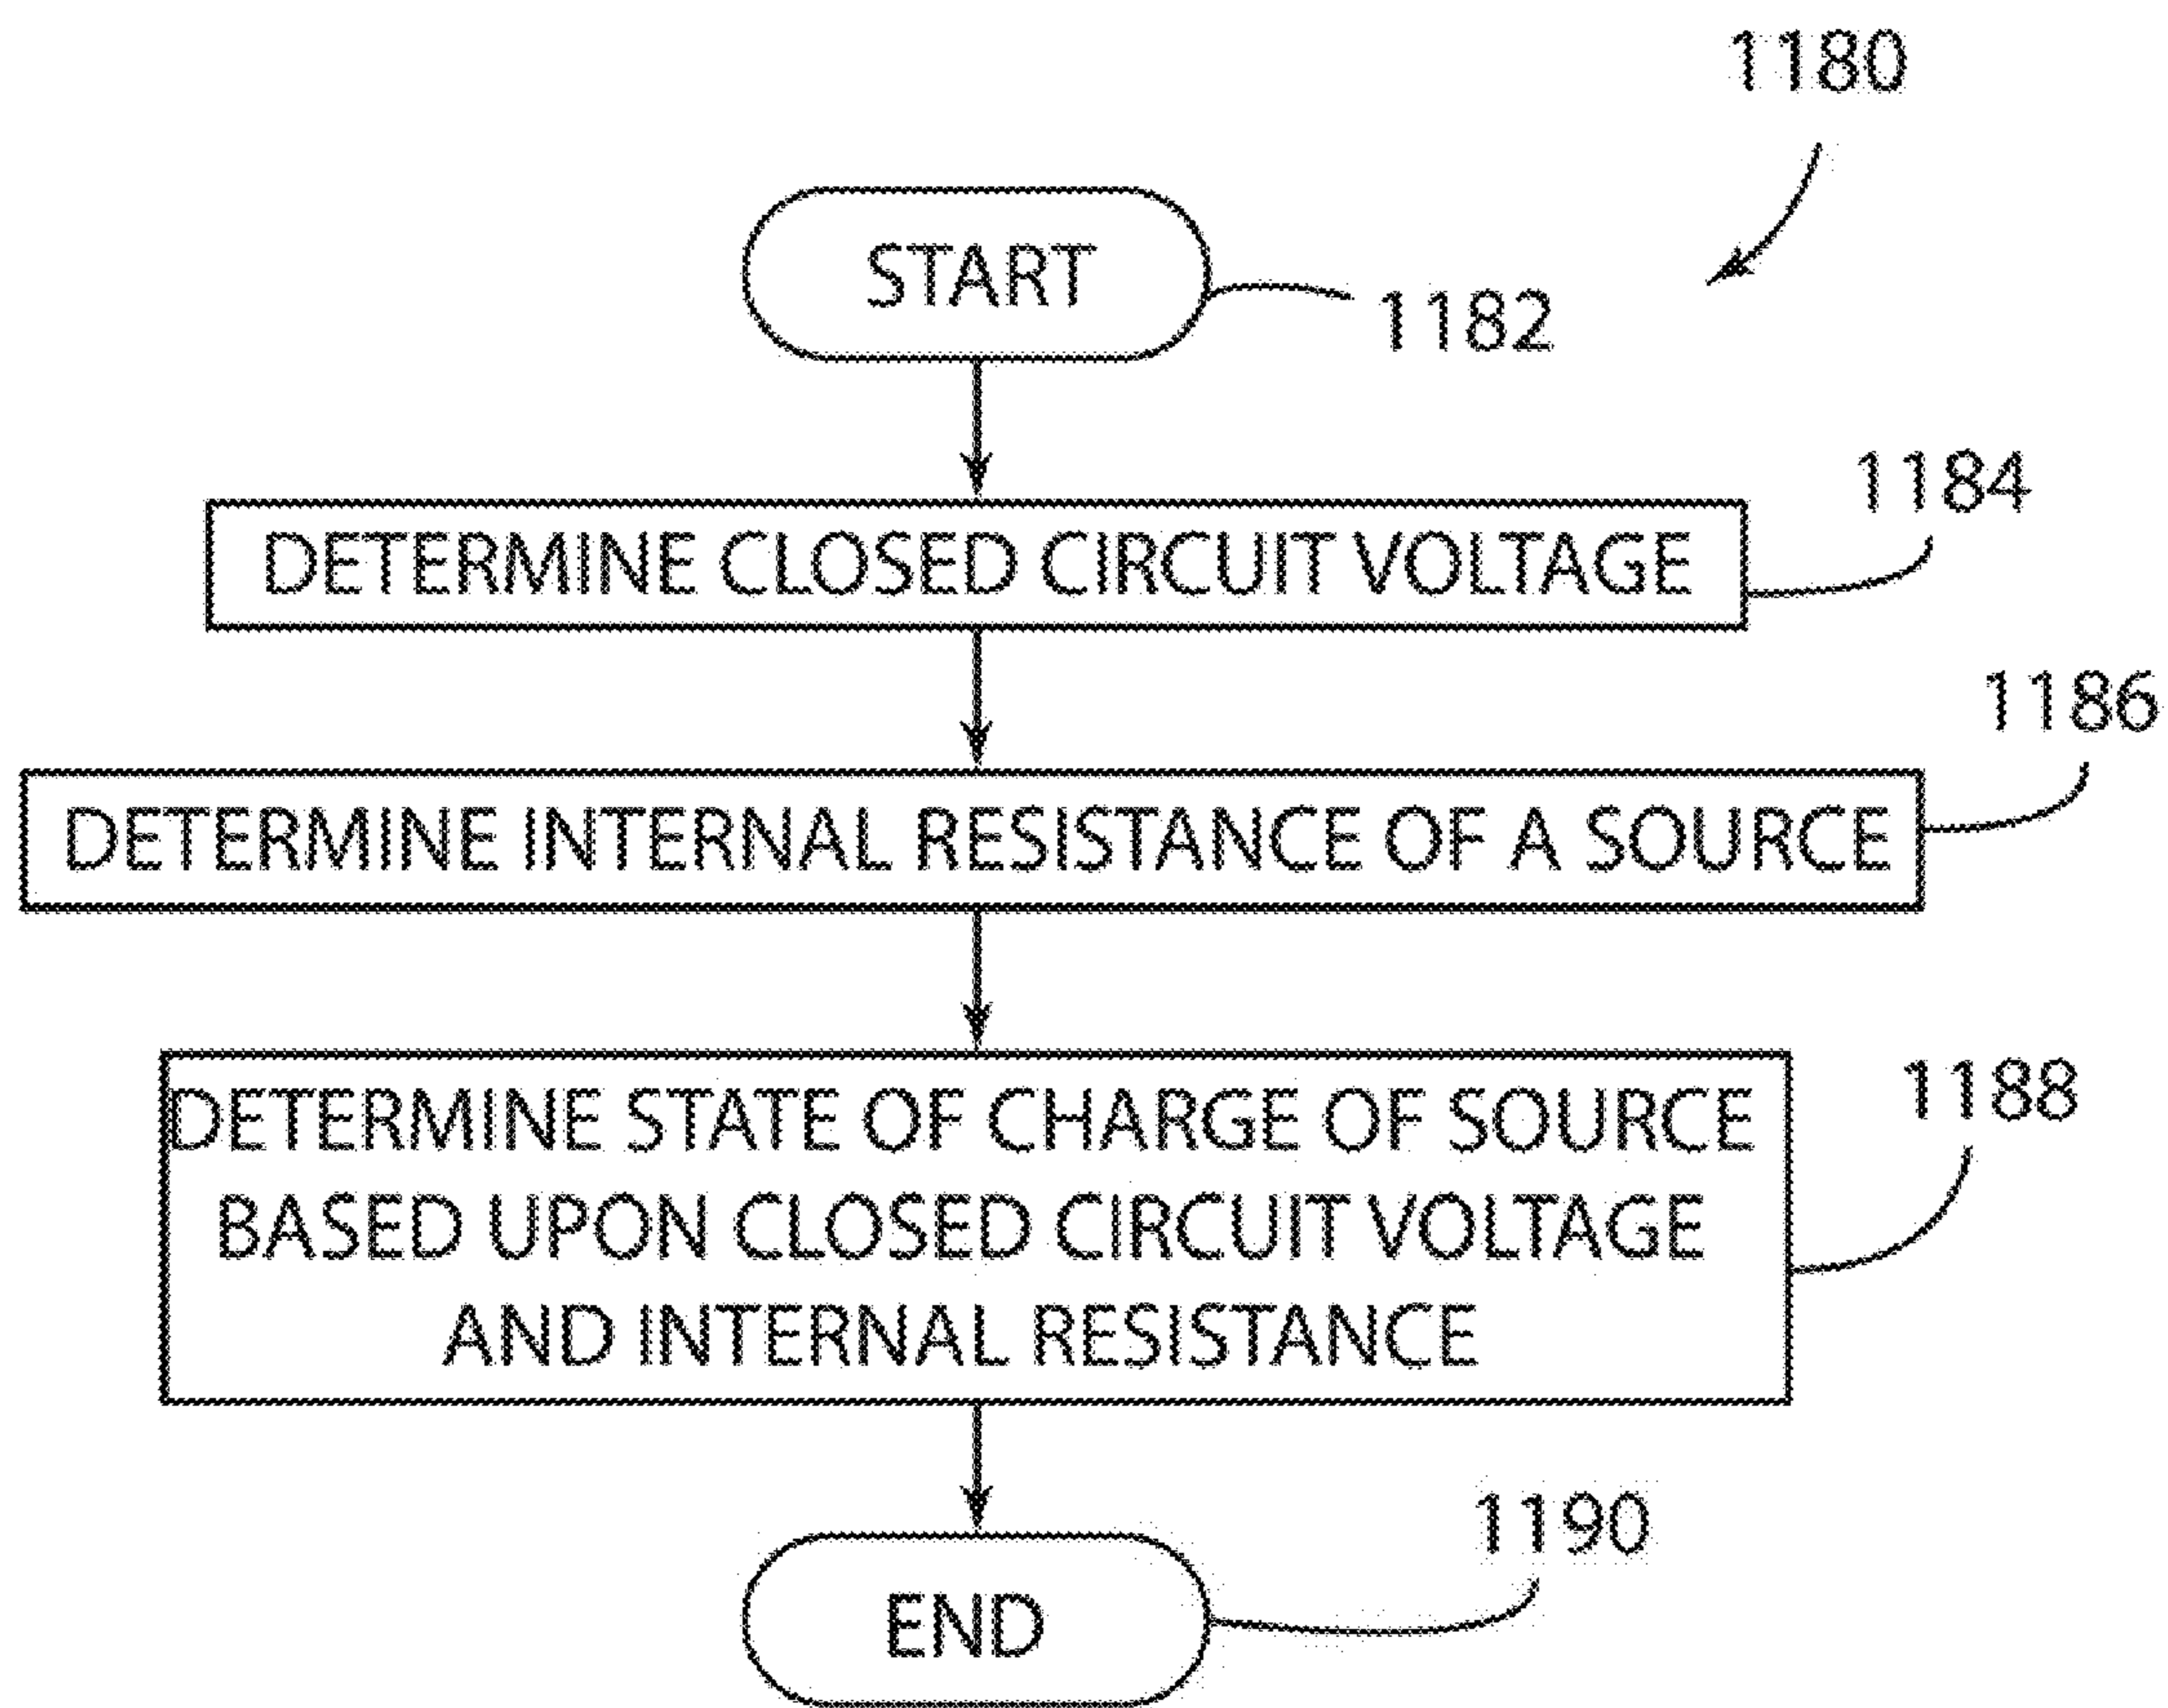 1180
START
1182
DETERMINE CLOSED CIRCUIT VOLTAGE
1184
DETERMINE INTERNAL RESISTANCE OF A SOURCE
1186
DETERMINE STATE OF CHARGE OF SOURCE
BASED UPON CLOSED CIRCUIT VOLTAGE
AND INTERNAL RESISTANCE
1188
END
1190